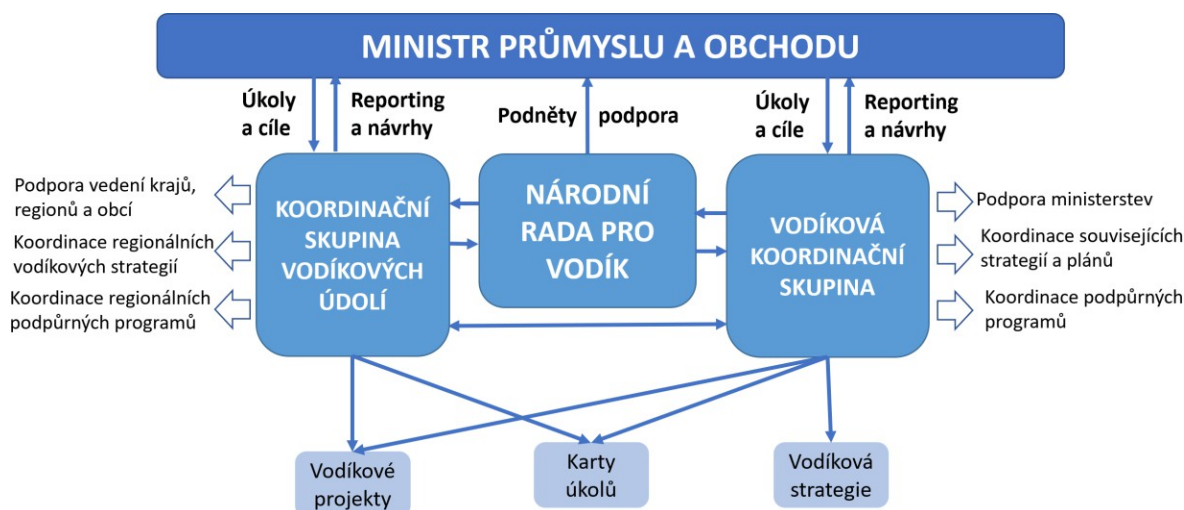 MINISTR PRŮMYSLU A OBCHODU
Úkoly
a cíle
Reporting
a návrhy
Podněty
podpora
Úkoly
a cíle
Reporting
a návrhy
Podpora vedení krajů,
regionů a obcí
Koordinace regionálních
vodíkových strategií
Koordinace regionálních
podpůrných programů
KOORDINAČNÍ
SKUPINA
VODÍKOVÝCH
ÚDOLÍ
NÁRODNÍ
RADA PRO
VODÍK
VODÍKOVÁ
KOORDINAČNÍ
SKUPINA
Podpora ministerstev
Koordinace souvisejících
strategií a plánů
Koordinace podpůrných
programů
Vodíkové
projekty
Karty
úkolů
Vodíková
strategie